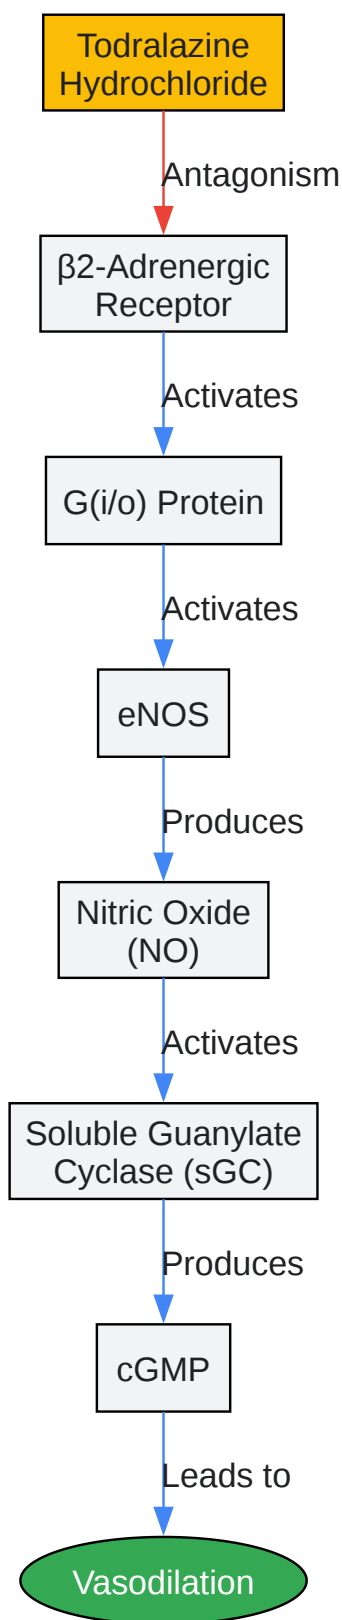 Todralazine
Hydrochloride
Antagonism
β2-Adrenergic
Receptor
Activates
G(i/o) Protein
Activates
eNOS
Produces
Nitric Oxide
(NO)
Activates
Soluble Guanylate
Cyclase (sGC)
Produces
cGMP
Leads to
Vasodilation